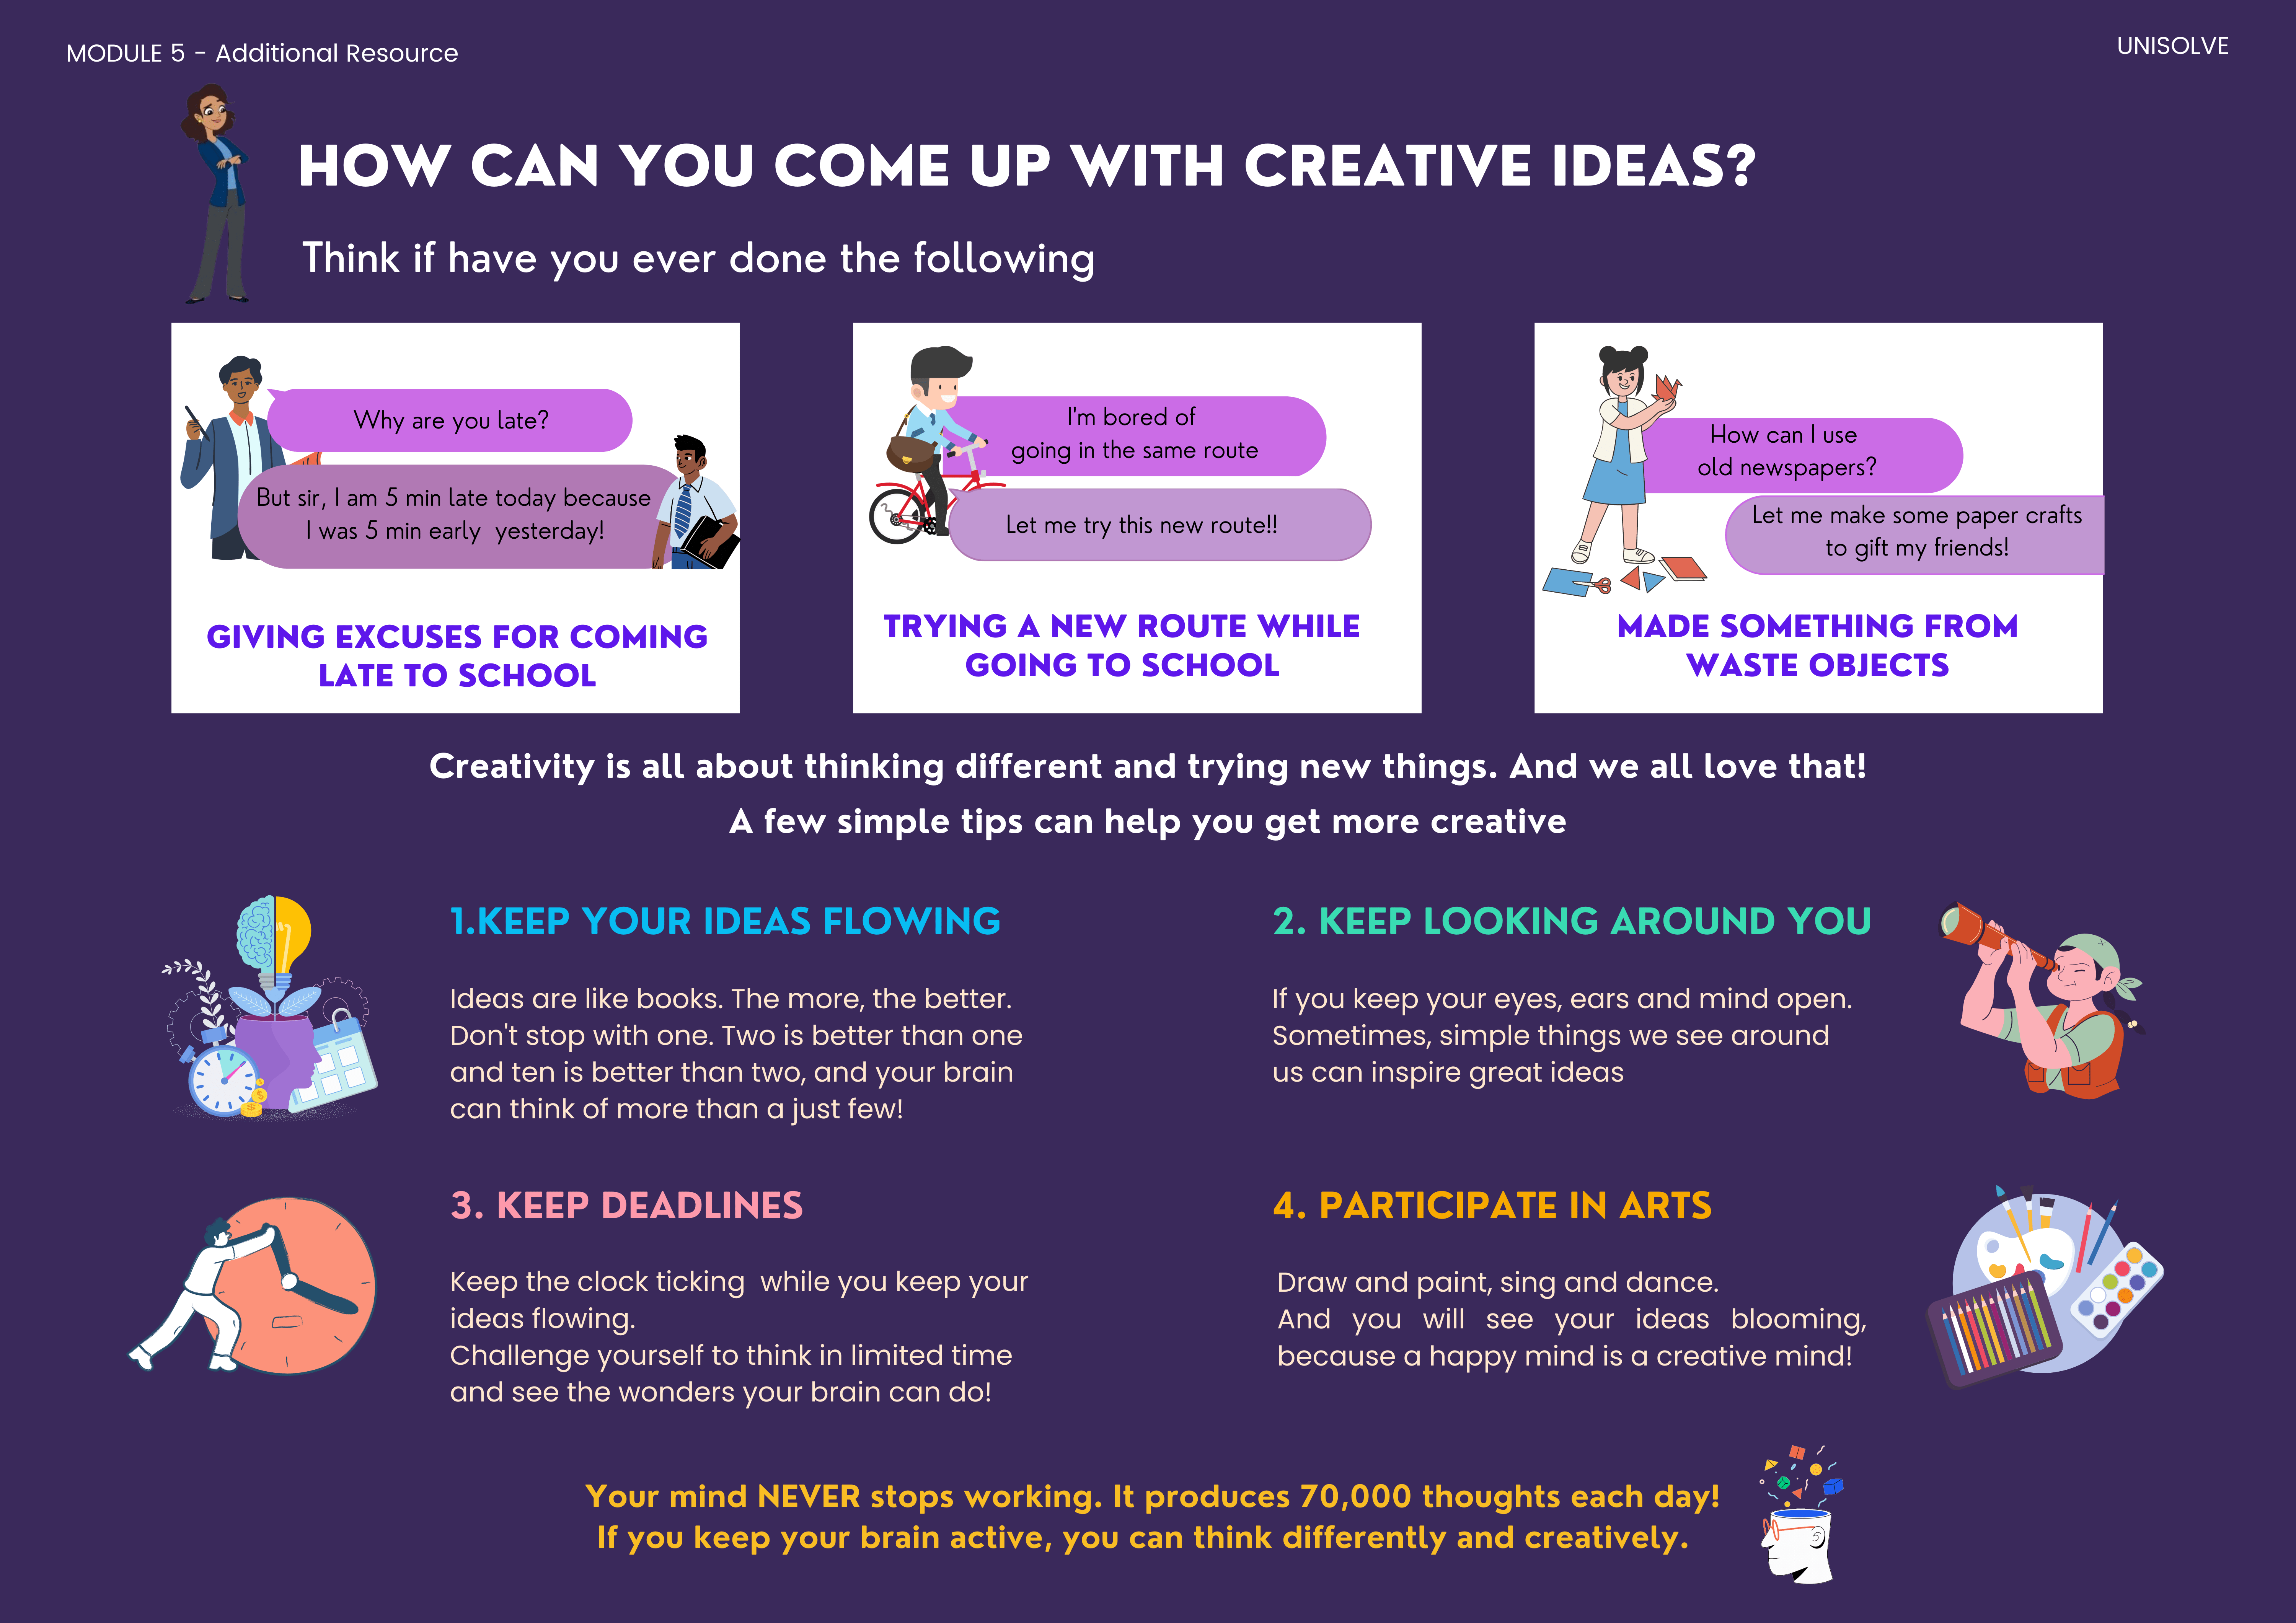 MODULE 5 - Additional Resource
UNISOLVE
HOW CAN YOU COME UP WITH CREATIVE IDEAS?
Think if have you ever done the following
Why are you late?
But sir, I am 5 min late today because
I was 5 min early yesterday!
GIVING EXCUSES FOR COMING
LATE TO SCHOOL
I'm bored of
going in the same route
Let me try this new route!!
TRYING A NEW ROUTE WHILE
GOING TO SCHOOL
How can I use
old newspapers?
Let me make some paper crafts
to gift my friends!
MADE SOMETHING FROM
WASTE OBJECTS
Creativity is all about thinking different and trying new things. And we all love that!
A few simple tips can help you get more creative
1.KEEP YOUR IDEAS FLOWING
Ideas are like books. The more, the better.
Don't stop with one. Two is better than one
and ten is better than two, and your brain
can think of more than a just few!
2. KEEP LOOKING AROUND YOU
If you keep your eyes, ears and mind open.
Sometimes, simple things we see around
us can inspire great ideas
3. KEEP DEADLINES
Keep the clock ticking while you keep your
ideas flowing.
Challenge yourself to think in limited time
and see the wonders your brain can do!
4. PARTICIPATE IN ARTS
Draw and paint, sing and dance.
And you will see your ideas blooming,
because a happy mind is a creative mind!
Your mind NEVER stops working. It produces 70,000 thoughts each day!
If you keep your brain active, you can think differently and creatively.